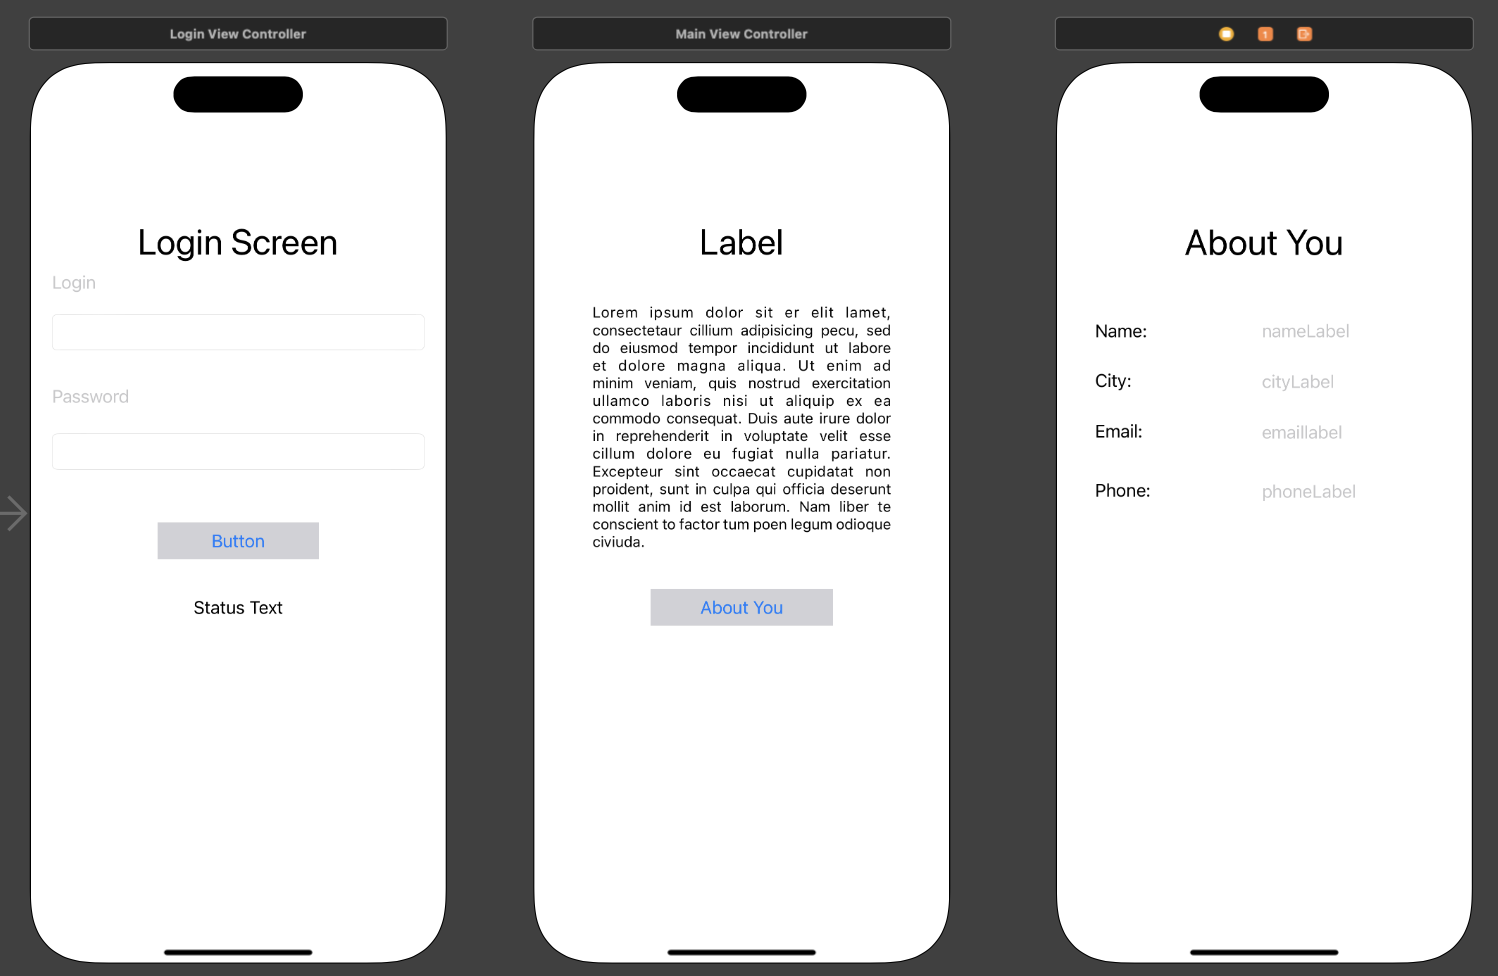 Login View Controller
Login Screen
Login
Password
Button
Status Text
Main View Controller
Label
Lorem ipsum dolor sit er elit lamet,
consectetaur cillium adipisicing pecu, sed
do eiusmod tempor incididunt ut labore
et dolore magna aliqua. Ut enim ad
minim veniam, quis nostrud exercitation
ullamco laboris nisi ut aliquip ex ea
commodo consequat. Duis aute irure dolor
in reprehenderit in voluptate velit esse
cillum dolore eu fugiat nulla pariatur.
Excepteur sint occaecat cupidatat non
proident, sunt in culpa qui officia deserunt
mollit anim id est laborum. Nam liber te
conscient to factor tum poen legum odioque
civiuda.
About You
1
About You
Name: nameLabel
City: cityLabel
Email: emaillabel
Phone: phoneLabel